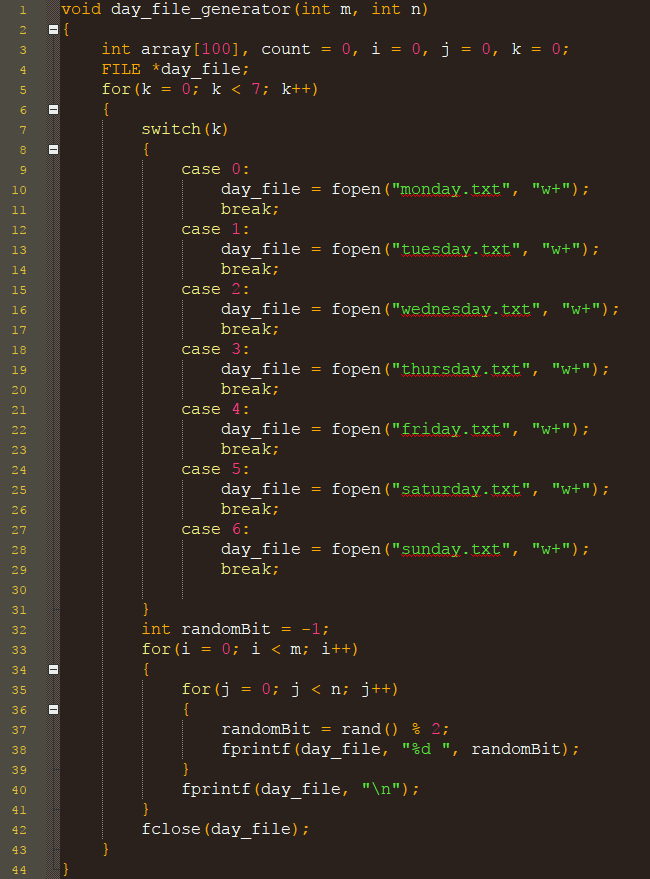 1 void day_file_generator(int m, int n)
2 {
3     int array[100], count = 0, i = 0, j = 0, k = 0;
4     FILE *day_file;
5     for(k = 0; k < 7; k++)
6     {
7         switch(k)
8         {
9             case 0:
10                 day_file = fopen("monday.txt", "w+");
11                 break;
12             case 1:
13                 day_file = fopen("tuesday.txt", "w+");
14                 break;
15             case 2:
16                 day_file = fopen("wednesday.txt", "w+");
17                 break;
18             case 3:
19                 day_file = fopen("thursday.txt", "w+");
20                 break;
21             case 4:
22                 day_file = fopen("friday.txt", "w+");
23                 break;
24             case 5:
25                 day_file = fopen("saturday.txt", "w+");
26                 break;
27             case 6:
28                 day_file = fopen("sunday.txt", "w+");
29                 break;
30
31         }
32         int randomBit = -1;
33         for(i = 0; i < m; i++)
34         {
35             for(j = 0; j < n; j++)
36             {
37                 randomBit = rand() % 2;
38                 fprintf(day_file, "%d ", randomBit);
39             }
40             fprintf(day_file, "\n");
41         }
42         fclose(day_file);
43     }
44 }